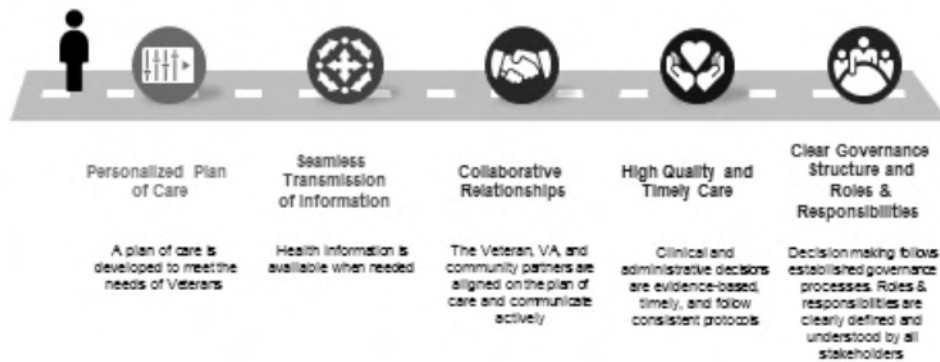 Personalized Plan
of Care
A plan of care is
developed to meet the
needs of Veterans
Seamless
Transmission
of Information
Health Information is
available when needed
Collaborative
Relationships
The Veteran, VA, and
community partners are
aligned on the plan of
care and communicate
actively
High Quality and
Timely Care
Clinical and
administrative decisions
are evidence-based,
timely, and follow
consistent protocols
Clear Governance
Structure and
Roles &
Responsibilities
Decision making follows
established governance
processes. Roles &
responsibilities are
clearly defined and
understood by all
stakeholders